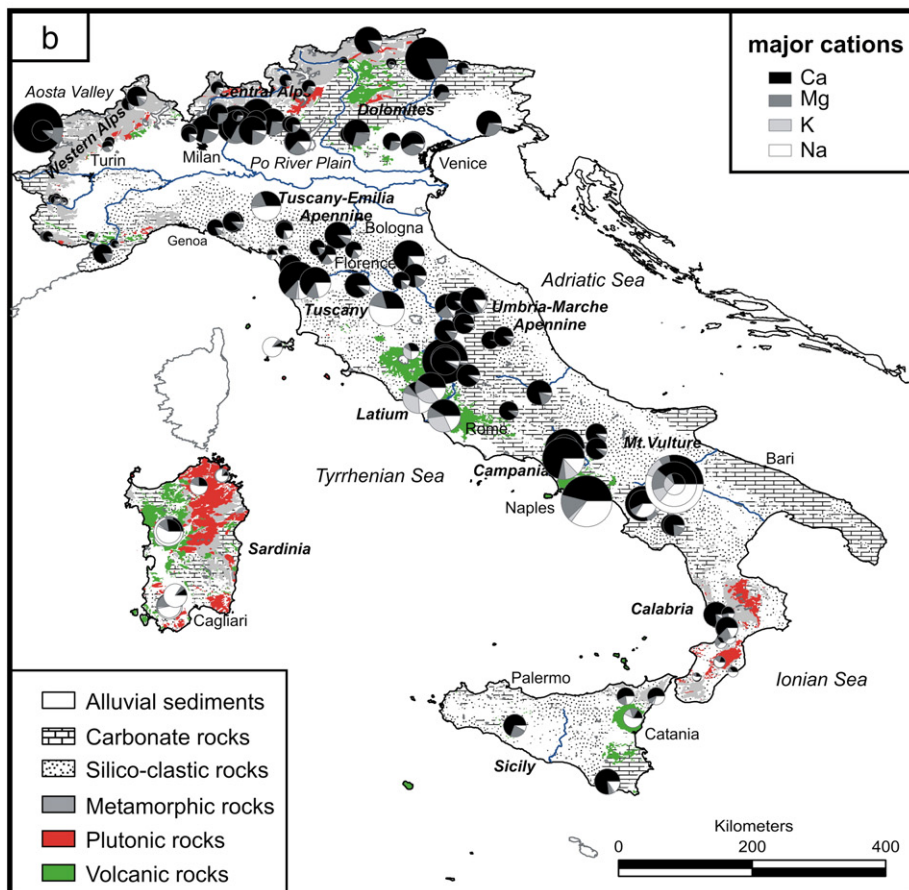 b
major cations
Ca
Mg
K
Na
Aosta Valley
Western Alps
Central Alps
Dolomites
Turin
Milan
Po River Plain
Venice
Tuscany-Emilia
Apennine
Bologna
Genoa
Florence
Adriatic Sea
Tuscany
Umbria-Marche
Apennine
Latium
Rome
Tyrrhenian Sea
Campania
Mt.Vulture
Bari
Naples
Sardinia
Cagliari
Calabria
Palermo
Ionian Sea
Catania
Sicily
Alluvial sediments
Carbonate rocks
Silico-clastic rocks
Metamorphic rocks
Plutonic rocks
Volcanic rocks
Kilometers
0 200 400